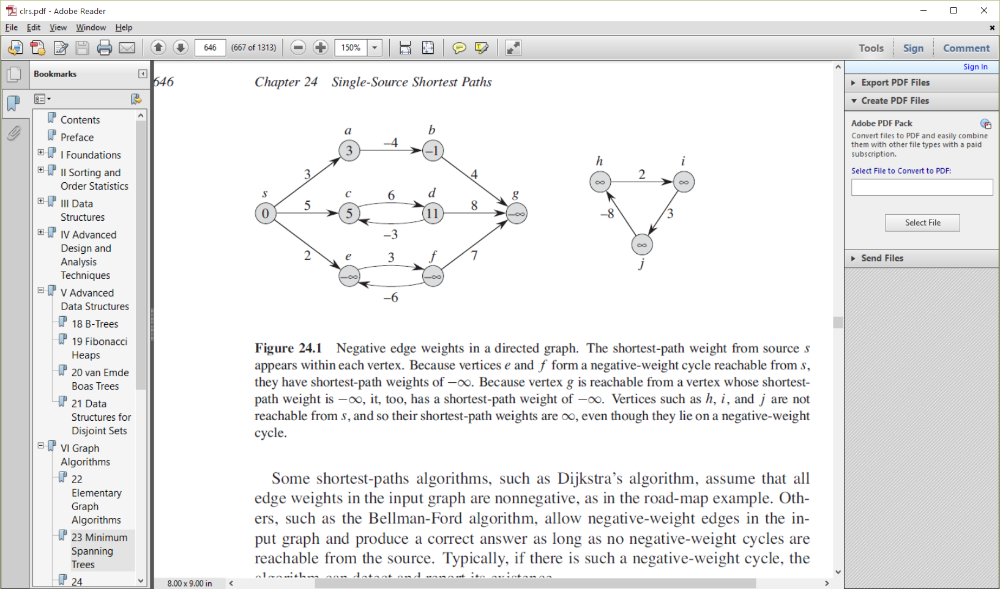 clrs.pdf - Adobe Reader
File Edit View Window Help
646 (667 of 1313) 150% Tools Sign Comment
Bookmarks
Contents
Preface
I Foundations
II Sorting and
Order Statistics
III Data
Structures
IV Advanced
Design and
Analysis
Techniques
V Advanced
Data Structures
18 B-Trees
19 Fibonacci
Heaps
20 van Emde
Boas Trees
21 Data
Structures for
Disjoint Sets
VI Graph
Algorithms
22
Elementary
Graph
Algorithms
23 Minimum
Spanning
Trees
24
646 Chapter 24 Single-Source Shortest Paths
a b
3 –4 –1
3 4
s c 6 d g
0 5 5 11 8 –∞
–3
2 e 3 f 7
–∞ –∞
–6
h i
∞ 2 ∞
–8 3
∞
j
Figure 24.1 Negative edge weights in a directed graph. The shortest-path weight from source s
appears within each vertex. Because vertices e and f form a negative-weight cycle reachable from s,
they have shortest-path weights of −∞. Because vertex g is reachable from a vertex whose shortest-
path weight is −∞, it, too, has a shortest-path weight of −∞. Vertices such as h, i, and j are not
reachable from s, and so their shortest-path weights are ∞, even though they lie on a negative-weight
cycle.
Some shortest-paths algorithms, such as Dijkstra's algorithm, assume that all
edge weights in the input graph are nonnegative, as in the road-map example. Oth-
ers, such as the Bellman-Ford algorithm, allow negative-weight edges in the in-
put graph and produce a correct answer as long as no negative-weight cycles are
reachable from the source. Typically, if there is such a negative-weight cycle, the
algorithm can detect and report its existence.
8.00 x 9.00 in
Sign In
Export PDF Files
Create PDF Files
Adobe PDF Pack
Convert files to PDF and easily combine
them with other file types with a paid
subscription.
Select File to Convert to PDF:
Select File
Send Files